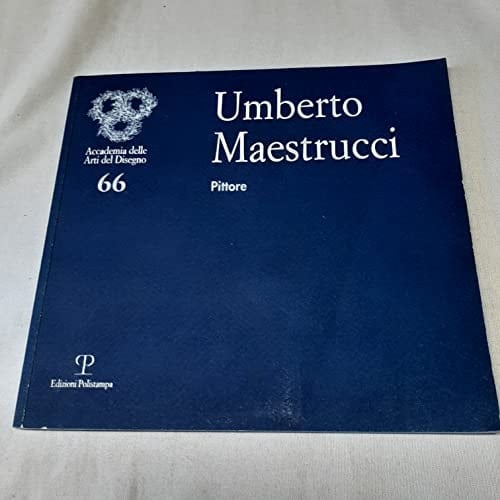 Umberto
Maestrucci
Pittore
Accademia delle
Arti del Disegno
66
Edizioni Polistampa